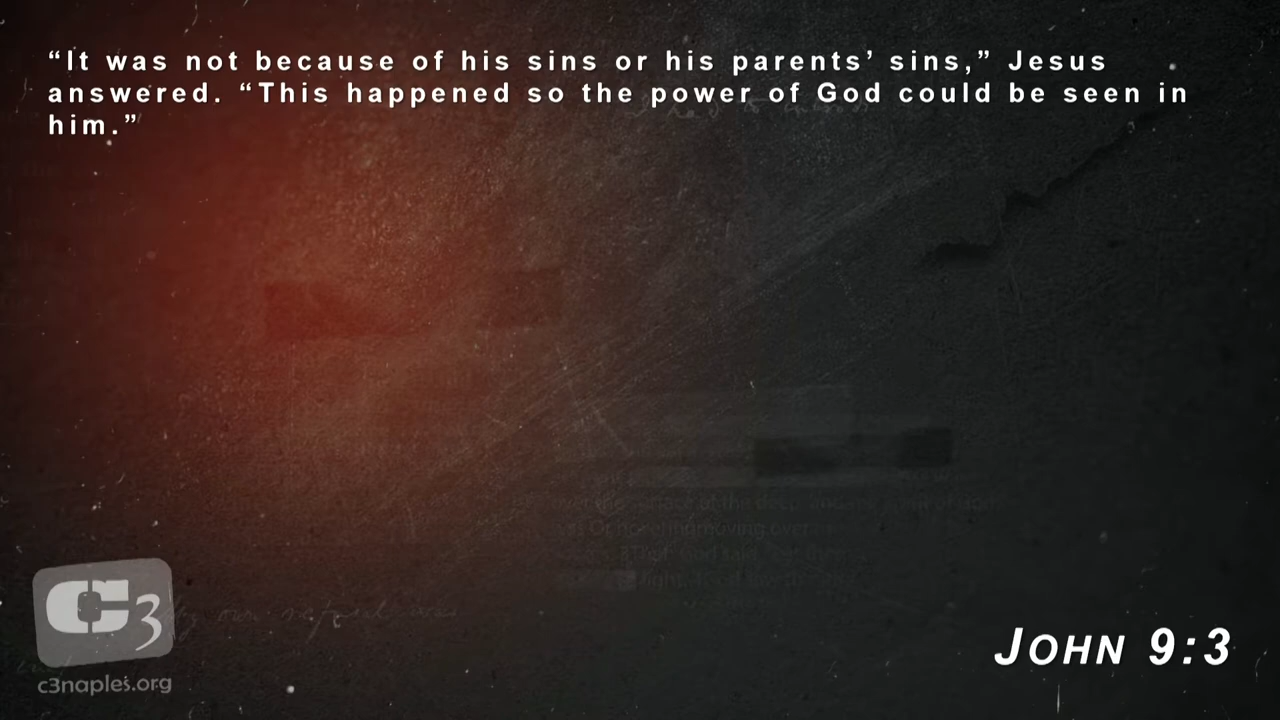 “It was not because of his sins or his parents’ sins,” Jesus
answered. “This happened so the power of God could be seen in
him.”
C3
c3naples.org
John 9:3